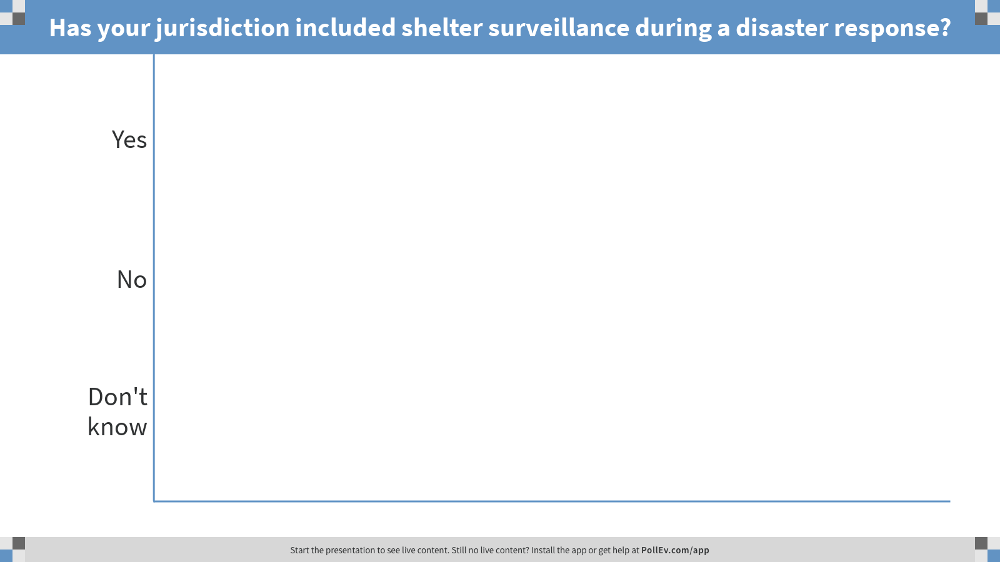 Has your jurisdiction included shelter surveillance during a disaster response?
Yes
No
Don't
know
Start the presentation to see live content. Still no live content? Install the app or get help at PollEv.com/app